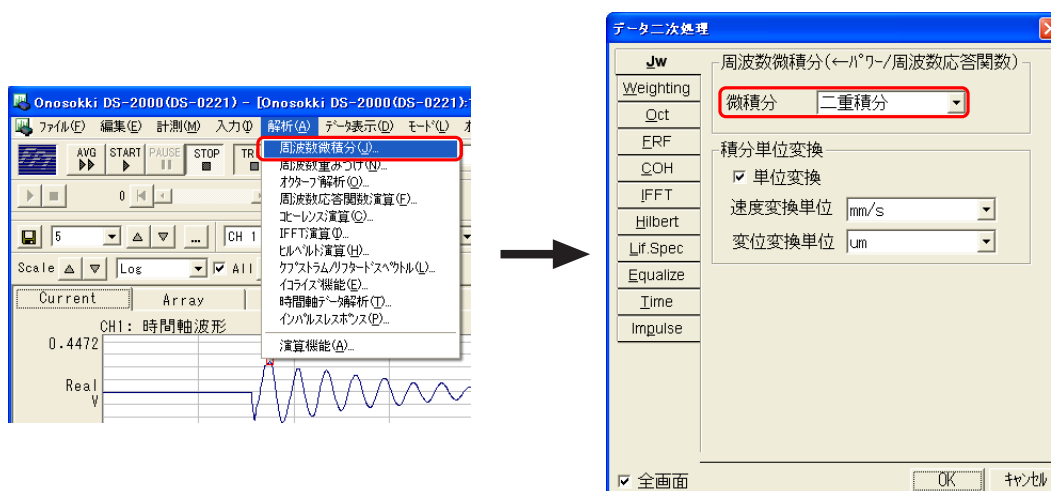 Onosokki DS-2000(DS-0221) - [Onosokki DS-2000(DS-0221):
ファイル(F) 編集(E) 計測(M) 入力(I) 解析(A) データ表示(D) モード(L)
AVG START PAUSE STOP TR
0
5 CH 1
Scale Log All
Current Array
CH1: 時間軸波形
0.4472
Real
V
周波数微積分(J)...
周波数重みつけ(N)...
オクターブ解析(O)...
周波数応答関数演算(F)...
コヒーレンス演算(C)...
IFFT演算(I)...
ヒルベルト演算(H)...
ケプストラム/リフタードスペクトル(L)...
イコライズ機能(E)...
時間軸データ解析(T)...
インパルスレスポンス(P)...
演算機能(A)...
データ二次処理
Jw
Weighting
Oct
FRF
COH
IFFT
Hilbert
Lif.Spec
Equalize
Time
Impulse
周波数微積分(←パワー/周波数応答関数)
微積分 二重積分
積分単位変換
単位変換
速度変換単位 mm/s
変位変換単位 um
全画面 OK キャンセル